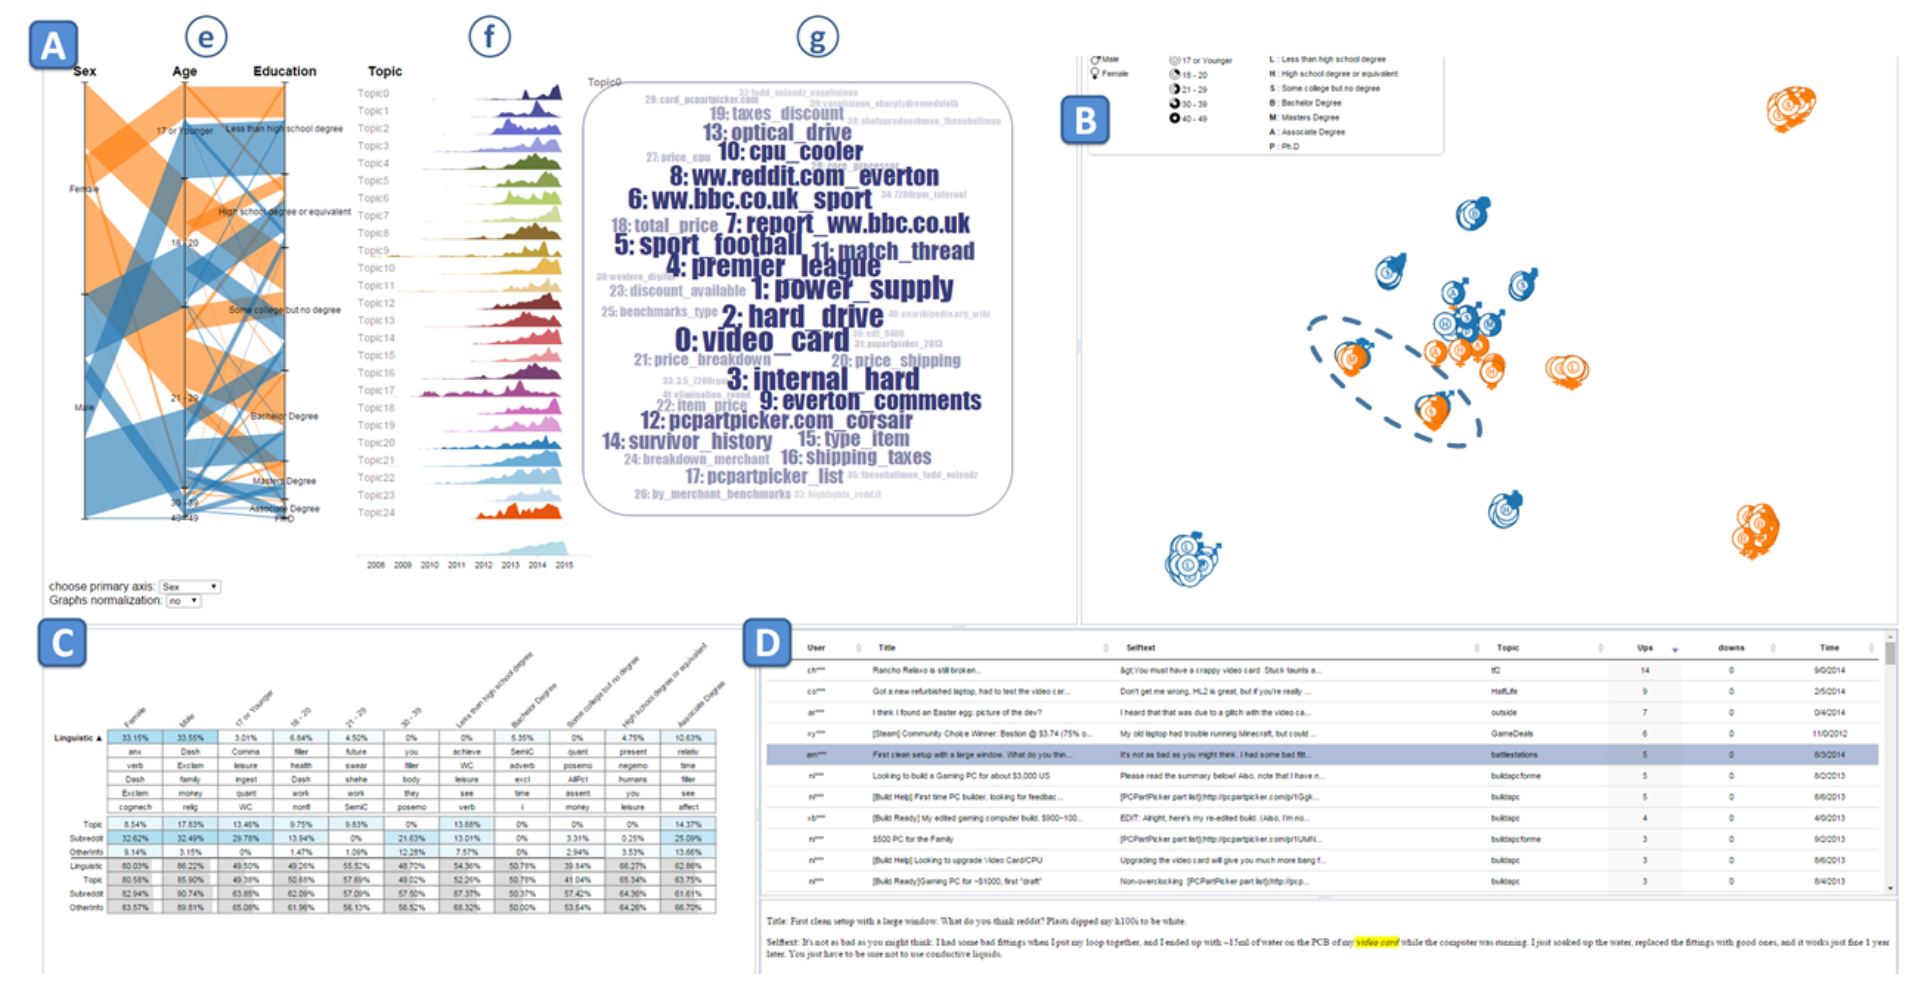 A
e
f
g
Sex Age Education Topic
17 or Younger Less than high school degree
Female
High school degree or equivalent
18 - 20
Some college but no degree
21 - 29
Male
Bachelor Degree
Masters Degree
30 - 39
Associate Degree
40 - 49
PhD
Topic0
Topic1
Topic2
Topic3
Topic4
Topic5
Topic6
Topic7
Topic8
Topic9
Topic10
Topic11
Topic12
Topic13
Topic14
Topic15
Topic16
Topic17
Topic18
Topic19
Topic20
Topic21
Topic22
Topic23
Topic24
2008 2009 2010 2011 2012 2013 2014 2015
choose primary axis: Sex
Graphs normalization: no
Topic0
29: card_pcpartpicker.com
19: taxes_discount
13: optical_drive
27: price_cpu 10: cpu_cooler
8: ww.reddit.com_everton
6: ww.bbc.co.uk_sport 34: 7200rpm_internal
18: total_price 7: report_ww.bbc.co.uk
5: sport_football 11: match_thread
4: premier_league
23: discount_available 1: power_supply
25: benchmarks_type 2: hard_drive 40: en.wikipedia.org_wiki
0: video_card 31: pcpartpicker_2013
21: price_breakdown 20: price_shipping
3: internal_hard
22: item_price 9: everton_comments
12: pcpartpicker.com_corsair
14: survivor_history 15: type_item
24: breakdown_merchant 16: shipping_taxes
17: pcpartpicker_list
26: by_merchant_benchmarks
B
Male 17 or Younger L : Less than high school degree
Female 18 - 20 H : High school degree or equivalent
21 - 29 S : Some college but no degree
30 - 39 B : Bachelor Degree
40 - 49 M : Masters Degree
A : Associate Degree
P : Ph.D
C
Female Male 17 or Younger 18 - 20 21 - 29 30 - 39 Less than high school degree Bachelor Degree Some college but no degree High school degree or equivalent Associate Degree
Linguistic ▲ 33.15% 33.55% 3.01% 6.84% 4.50% 0% 0% 5.35% 0% 4.75% 10.63%
anx Dash Comma filler future you achieve SemiC quant present relativ
verb Exclam leisure health swear filler WC adverb posemo negemo time
Dash family ingest Dash shehe body leisure excl AllPct humans filler
Exclam money quant work work they see time assent you see
cogmech relig WC nonfl SemiC posemo verb i money leisure affect
Topic 8.54% 17.83% 13.46% 9.75% 9.83% 0% 13.68% 0% 0% 0% 14.37%
Subreddit 32.62% 32.49% 29.78% 13.94% 0% 21.63% 13.01% 0% 3.31% 0.25% 25.09%
OtherInfo 9.14% 3.15% 0% 1.47% 1.09% 12.28% 7.57% 0% 2.94% 3.53% 13.66%
Linguistic 80.03% 86.22% 49.50% 49.26% 55.52% 48.70% 54.36% 50.78% 39.84% 66.27% 62.86%
Topic 80.58% 85.90% 49.38% 50.68% 57.69% 49.02% 52.26% 50.78% 41.04% 65.34% 63.75%
Subreddit 82.94% 90.74% 63.85% 62.09% 57.09% 57.50% 67.37% 50.37% 57.42% 64.36% 61.61%
OtherInfo 83.57% 89.81% 65.08% 61.96% 56.13% 56.52% 68.32% 50.00% 53.54% 64.26% 66.70%
D
User Title Selftext Topic Ups downs Time
ch*** Rancho Relaxo is still broken... &gt;You must have a crappy video card Stuck taunts a... tf2 14 0 9/0/2014
co*** Got a new refurbished laptop, had to test the video car... Don't get me wrong, HL2 is great, but if you're really ... HalfLife 9 0 2/5/2014
ar*** I think I found an Easter egg: picture of the dev? I heard that that was due to a glitch with the video ca... outside 7 0 0/4/2014
xy*** [Steam] Community Choice Winner: Bastion @ $3.74 (75% o... My old laptop had trouble running Minecraft, but could ... GameDeals 6 0 11/0/2012
am*** First clean setup with a large window. What do you thin... It's not as bad as you might think. I had some bad fitt... battlestations 5 0 8/3/2014
ni*** Looking to build a Gaming PC for about $3,000 US Please read the summary below! Also, note that I have n... buildapcforme 5 0 8/2/2013
ni*** [Build Help] First time PC builder, looking for feedbac... [PCPartPicker part list](http://pcpartpicker.com/p/1Ggk... buildapc 5 0 8/6/2013
xb*** [Build Ready] My edited gaming computer build, $900~100... EDIT: Alright, here's my re-edited build. (Also, I'm no... buildapc 4 0 4/0/2013
ni*** $500 PC for the Family [PCPartPicker part list](http://pcpartpicker.com/p/1UMN... buildapcforme 3 0 9/2/2013
ni*** [Build Help] Looking to upgrade Video Card/CPU Upgrading the video card will give you much more bang f... buildapc 3 0 8/6/2013
ni*** [Build Ready]Gaming PC for ~$1000, first "draft" Non-overclocking [PCPartPicker part list](http://pcp... buildapc 3 0 8/4/2013
Title: First clean setup with a large window. What do you think reddit? Plasti dipped my h100i to be white.
Selftext: It's not as bad as you might think. I had some bad fittings when I put my loop together, and I ended up with ~15ml of water on the PCB of my video card while the computer was running. I just soaked up the water, replaced the fittings with good ones, and it works just fine 1 year
later. You just have to be sure not to use conductive liquids.